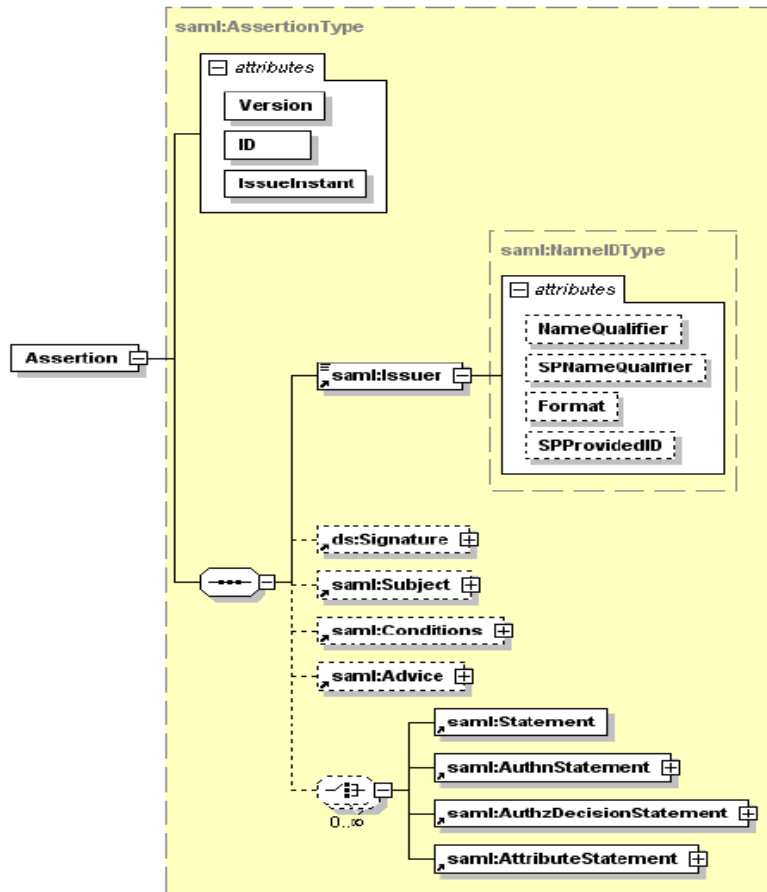 saml:AssertionType
attributes
Version
ID
IssueInstant
saml:NameIDType
attributes
NameQualifier
SPNameQualifier
Format
SPProvidedID
Assertion
saml:Issuer
ds:Signature
saml:Subject
saml:Conditions
saml:Advice
saml:Statement
saml:AuthnStatement
0..∞
saml:AuthzDecisionStatement
saml:AttributeStatement